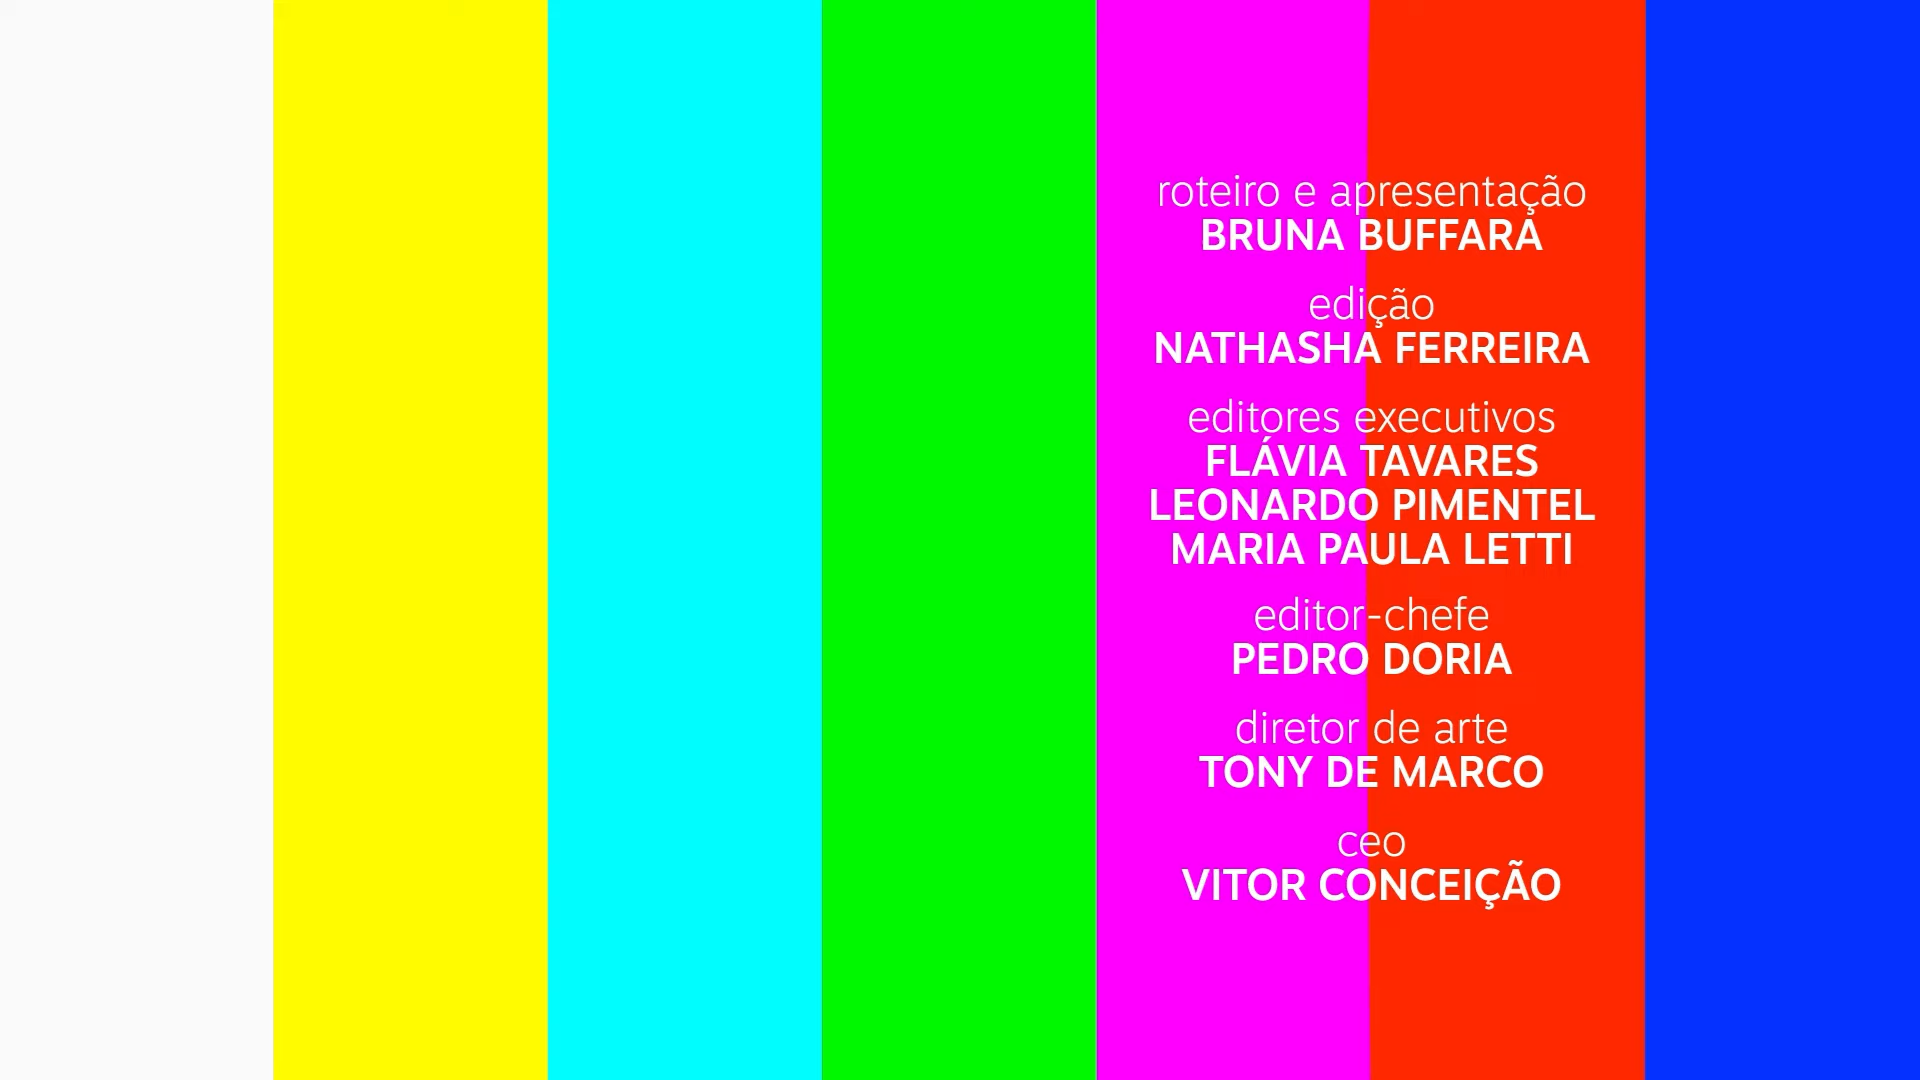 roteiro e apresentação
BRUNA BUFFARA
edição
NATHASHA FERREIRA
editores executivos
FLÁVIA TAVARES
LEONARDO PIMENTEL
MARIA PAULA LETTI
editor-chefe
PEDRO DORIA
diretor de arte
TONY DE MARCO
ceo
VITOR CONCEIÇÃO